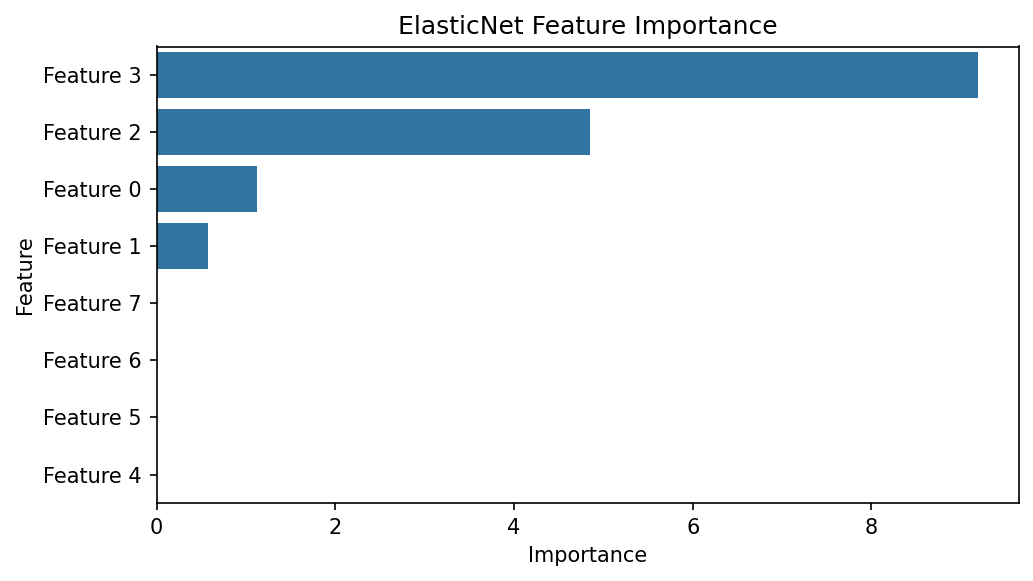 ElasticNet Feature Importance
Feature 3
Feature 2
Feature 0
Feature 1
Feature 7
Feature 6
Feature 5
Feature 4
Feature
0 2 4 6 8
Importance